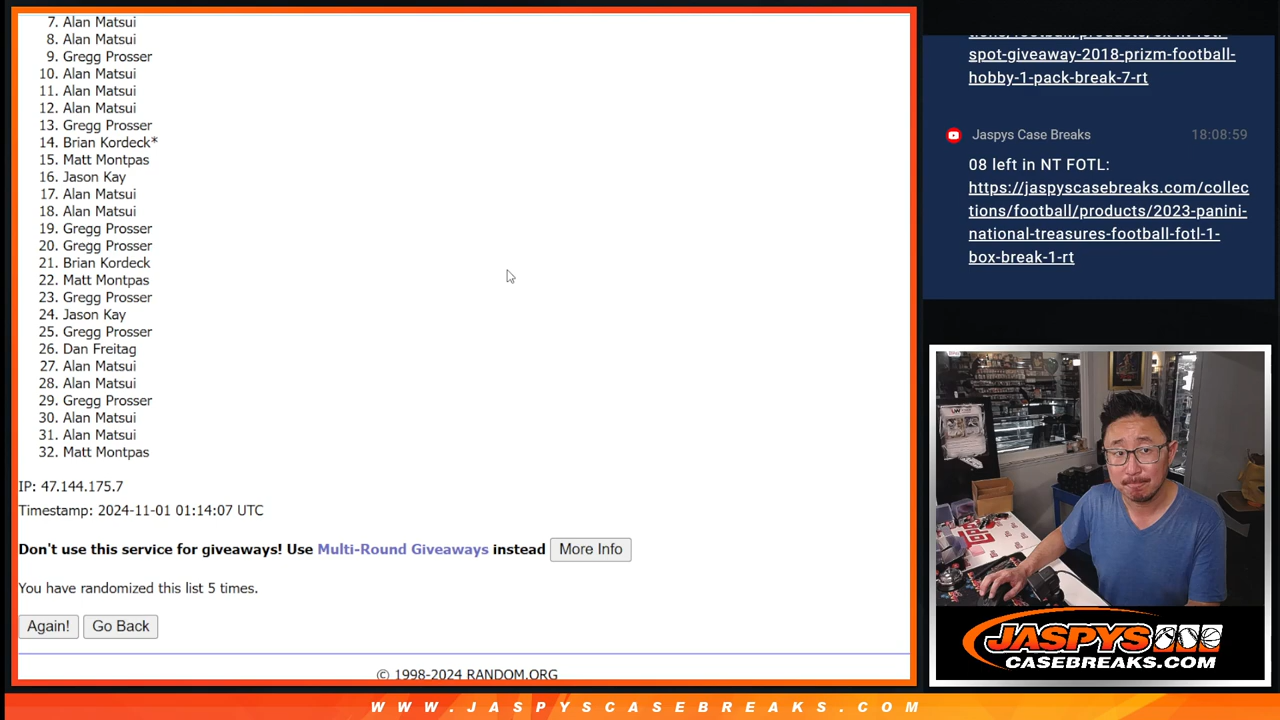 7. Alan Matsui
8. Alan Matsui
9. Gregg Prosser
10. Alan Matsui
11. Alan Matsui
12. Alan Matsui
13. Gregg Prosser
14. Brian Kordeck*
15. Matt Montpas
16. Jason Kay
17. Alan Matsui
18. Alan Matsui
19. Gregg Prosser
20. Gregg Prosser
21. Brian Kordeck
22. Matt Montpas
23. Gregg Prosser
24. Jason Kay
25. Gregg Prosser
26. Dan Freitag
27. Alan Matsui
28. Alan Matsui
29. Gregg Prosser
30. Alan Matsui
31. Alan Matsui
32. Matt Montpas
IP: 47.144.175.7
Timestamp: 2024-11-01 01:14:07 UTC
Don't use this service for giveaways! Use Multi-Round Giveaways instead More Info
You have randomized this list 5 times.
Again! Go Back
© 1998-2024 RANDOM.ORG
spot-giveaway-2018-prizm-football-
hobby-1-pack-break-7-rt
Jaspys Case Breaks 18:08:59
08 left in NT FOTL:
https://jaspyscasebreaks.com/collec
tions/football/products/2023-panini-
national-treasures-football-fotl-1-
box-break-1-rt
JASPYS
CASEBREAKS.COM
WWW.JASPYSCASEBREAKS.COM